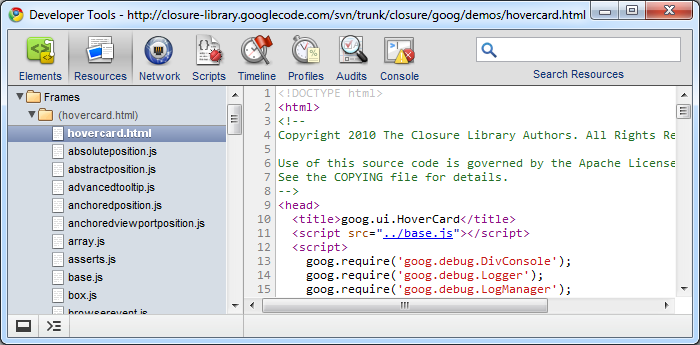 Developer Tools - http://closure-library.googlecode.com/svn/trunk/closure/goog/demos/hovercard.html
Elements Resources Network Scripts Timeline Profiles Audits Console
Search Resources
Frames
(hovercard.html)
hovercard.html
absoluteposition.js
abstractposition.js
advancedtooltip.js
anchoredposition.js
anchoredviewportposition.js
array.js
asserts.js
base.js
box.js
browserevent.js
1 <!DOCTYPE html>
2 <html>
3 <!--
4 Copyright 2010 The Closure Library Authors. All Rights Re
5
6 Use of this source code is governed by the Apache License
7 See the COPYING file for details.
8 -->
9 <head>
10 <title>goog.ui.HoverCard</title>
11 <script src="../base.js"></script>
12 <script>
13 goog.require('goog.debug.DivConsole');
14 goog.require('goog.debug.Logger');
15 goog.require('goog.debug.LogManager');